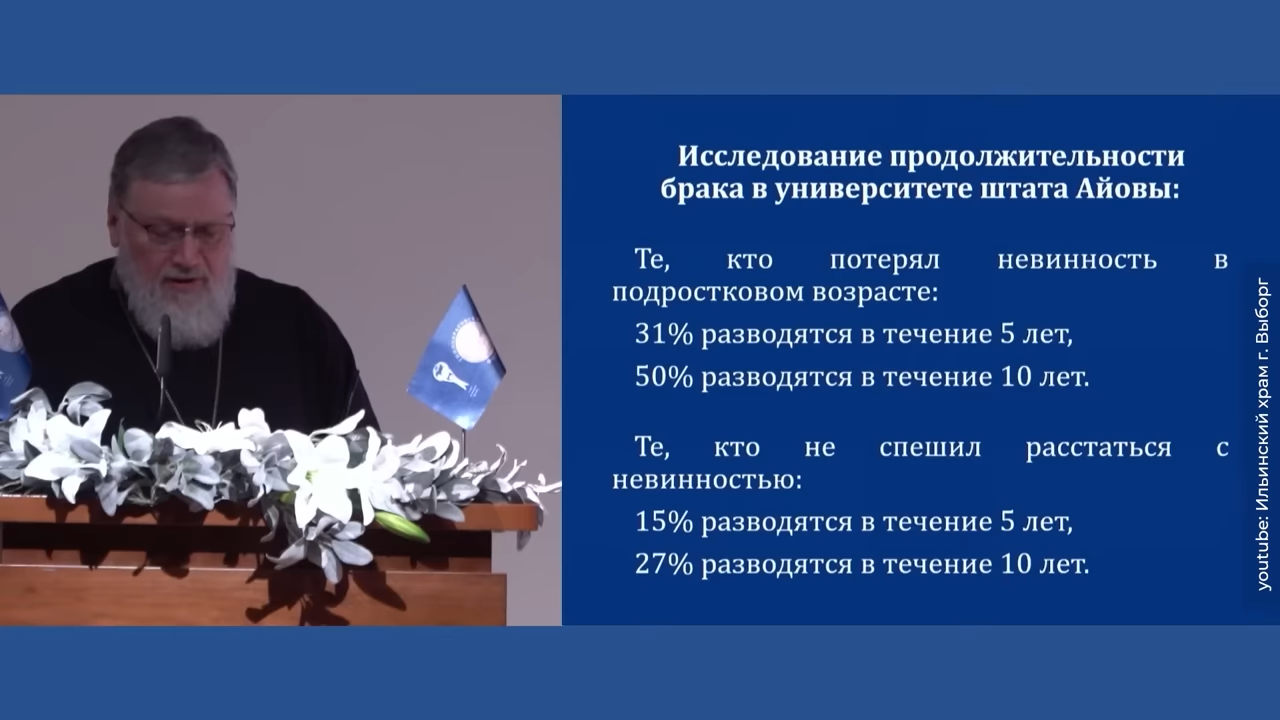 Исследование продолжительности
брака в университете штата Айовы:
Те, кто потерял невинность в
подростковом возрасте:
31% разводятся в течение 5 лет,
50% разводятся в течение 10 лет.
Те, кто не спешил расстаться с
невинностью:
15% разводятся в течение 5 лет,
27% разводятся в течение 10 лет.
youtube: Ильинский храм г. Выборг